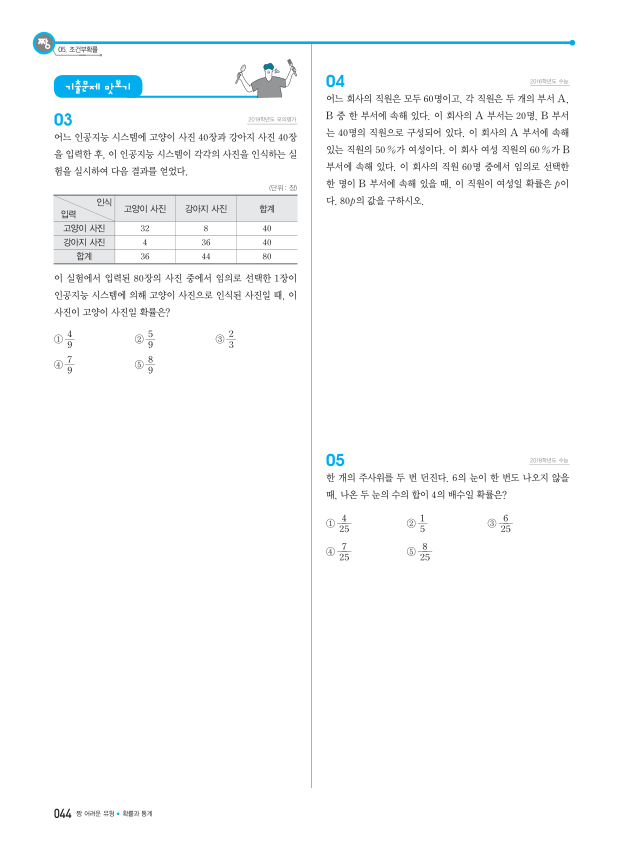 짱
05. 조건부확률
기출문제 맛보기
03
2019학년도 모의평가
어느 인공지능 시스템에 고양이 사진 40장과 강아지 사진 40장
을 입력한 후, 이 인공지능 시스템이 각각의 사진을 인식하는 실
험을 실시하여 다음 결과를 얻었다.
(단위: 장)
인식
입력
고양이 사진 강아지 사진 합계
고양이 사진 32 8 40
강아지 사진 4 36 40
합계 36 44 80
이 실험에서 입력된 80장의 사진 중에서 임의로 선택한 1장이
인공지능 시스템에 의해 고양이 사진으로 인식된 사진일 때, 이
사진이 고양이 사진일 확률은?
① 4/9 ② 5/9 ③ 2/3
④ 7/9 ⑤ 8/9
04
2016학년도 수능
어느 회사의 직원은 모두 60명이고, 각 직원은 두 개의 부서 A,
B 중 한 부서에 속해 있다. 이 회사의 A 부서는 20명, B 부서
는 40명의 직원으로 구성되어 있다. 이 회사의 A 부서에 속해
있는 직원의 50 %가 여성이다. 이 회사 여성 직원의 60 %가 B
부서에 속해 있다. 이 회사의 직원 60명 중에서 임의로 선택한
한 명이 B 부서에 속해 있을 때, 이 직원이 여성일 확률은 p이
다. 80p의 값을 구하시오.
05
2018학년도 수능
한 개의 주사위를 두 번 던진다. 6의 눈이 한 번도 나오지 않을
때, 나온 두 눈의 수의 합이 4의 배수일 확률은?
① 4/25 ② 1/5 ③ 6/25
④ 7/25 ⑤ 8/25
044 짱 어려운 유형 • 확률과 통계